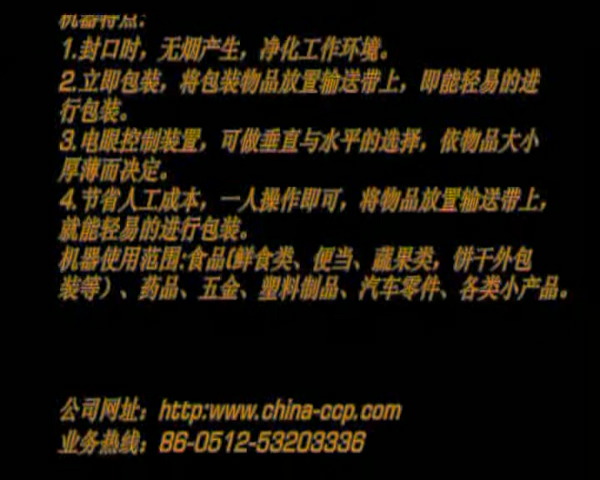 机器特点：
1.封口时，无烟产生，净化工作环境。
2.立即包装，将包装物品放置输送带上，即能轻易的进
行包装。
3.电眼控制装置，可做垂直与水平的选择，依物品大小
厚薄而决定。
4.节省人工成本，一人操作即可，将物品放置输送带上，
就能轻易的进行包装。
机器使用范围:食品(鲜食类、便当、蔬果类，饼干外包
装等）、药品、五金、塑料制品、汽车零件、各类小产品。
公司网址：http:www.china-ccp.com
业务热线：86-0512-53203336